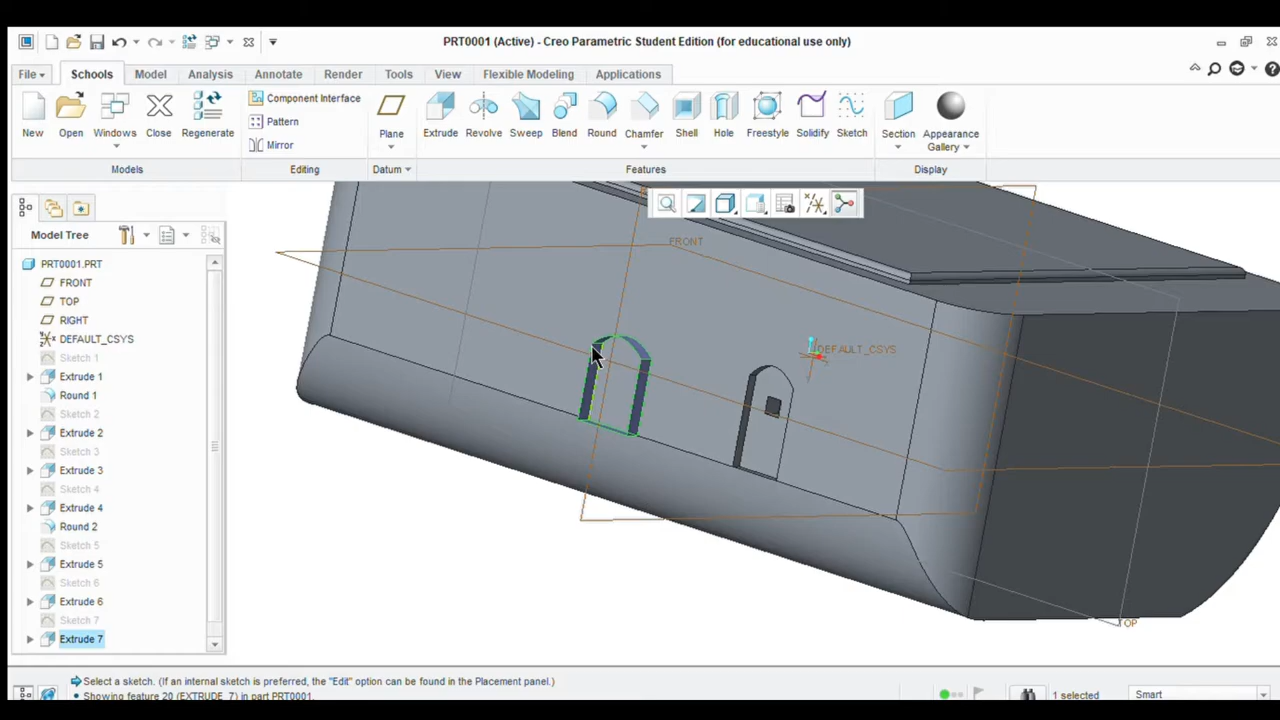 PRT0001 (Active) - Creo Parametric Student Edition (for educational use only)
File Schools Model Analysis Annotate Render Tools View Flexible Modeling Applications
New Open Windows Close Regenerate
Component Interface
Pattern
Mirror
Plane
Extrude Revolve Sweep Blend Round Chamfer Shell Hole Freestyle Solidify Sketch
Section Appearance
Gallery
Models Editing Datum Features Display
Model Tree
PRT0001.PRT
FRONT
TOP
RIGHT
DEFAULT_CSYS
Sketch 1
Extrude 1
Round 1
Sketch 2
Extrude 2
Sketch 3
Extrude 3
Sketch 4
Extrude 4
Round 2
Sketch 5
Extrude 5
Sketch 6
Extrude 6
Sketch 7
Extrude 7
FRONT
DEFAULT_CSYS
TOP
Select a sketch. (If an internal sketch is preferred, the "Edit" option can be found in the Placement panel.)
Showing feature 20 (EXTRUDE_7) in part PRT0001.
1 selected
Smart